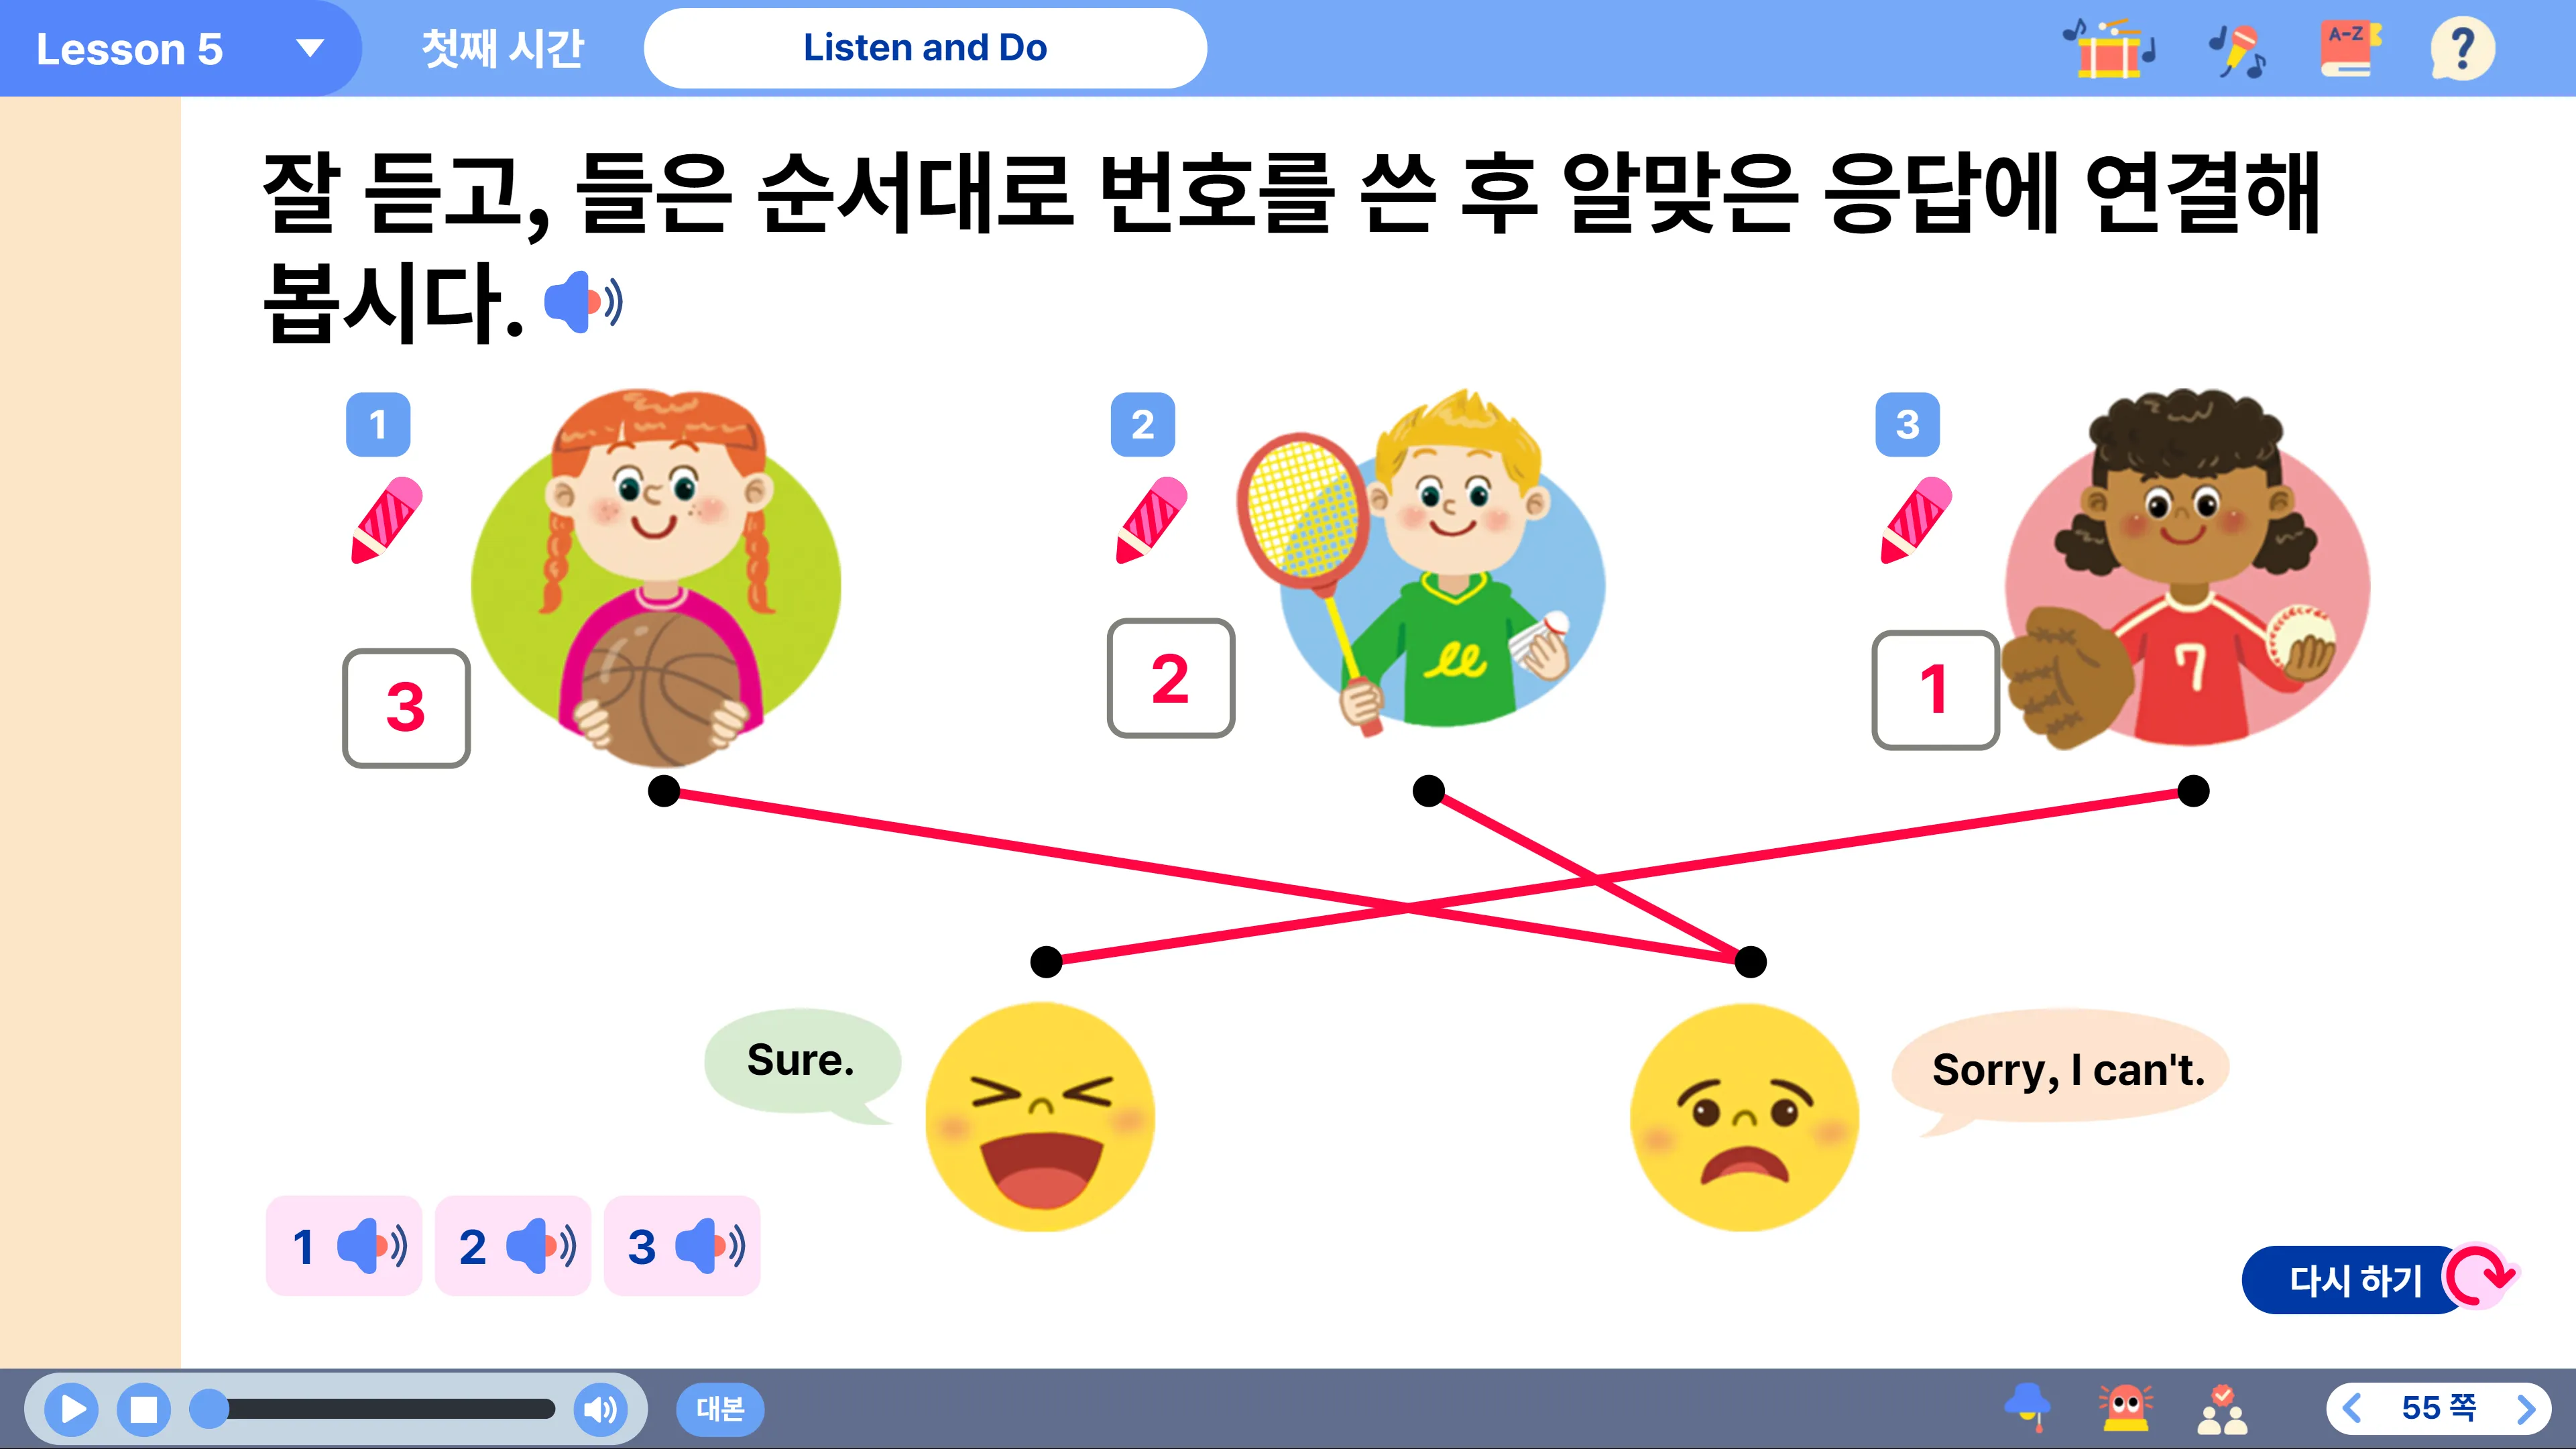 Lesson 5
첫째 시간
Listen and Do
A-Z
?
잘 듣고, 들은 순서대로 번호를 쓴 후 알맞은 응답에 연결해
봅시다.
1
2
3
3
2
1
7
Sure.
Sorry, I can't.
1
2
3
다시 하기
대본
55 쪽